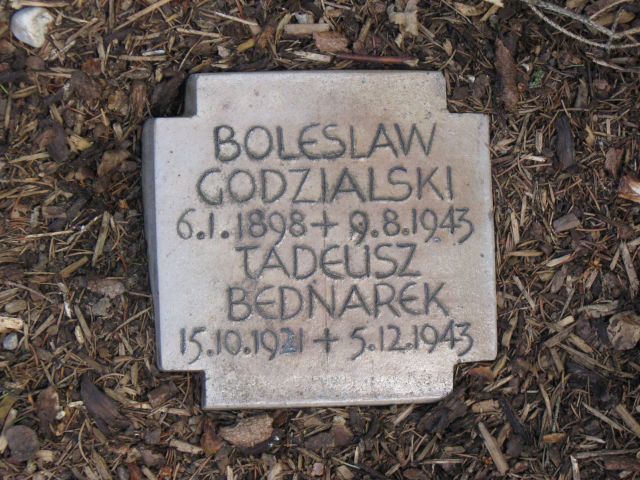 BOLESLAW
GODZIALSKI
6.1.1898+9.8.1943
TADEUSZ
BEDNAREK
15.10.1921+5.12.1943